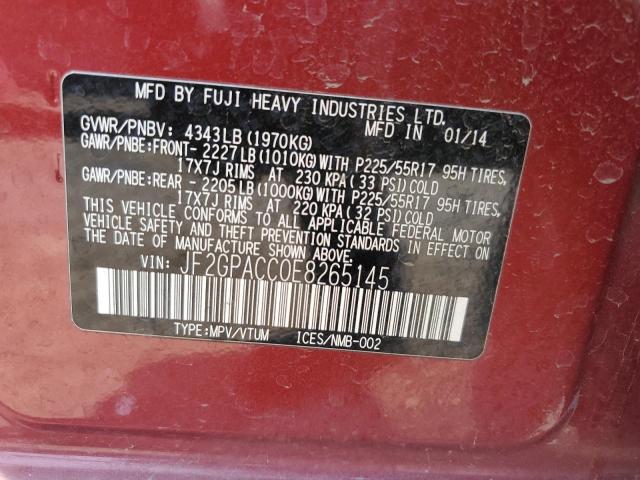 MFD BY FUJI HEAVY INDUSTRIES LTD.
MFD IN 01/14
GVWR/PNBV: 4343LB(1970KG)
GAWR/PNBE:FRONT-2227LB(1010KG)WITH P225/55R17 95H TIRES,
17X7J RIMS AT 230 KPA(33 PSI)COLD
GAWR/PNBE:REAR -2205LB(1000KG)WITH P225/55R17 95H TIRES,
17X7J RIMS AT 220 KPA(32 PSI)COLD
THIS VEHICLE CONFORMS TO ALL APPLICABLE FEDERAL MOTOR
VEHICLE SAFETY AND THEFT PREVENTION STANDARDS IN EFFECT ON
THE DATE OF MANUFACTURE SHOWN ABOVE.
VIN: JF2GPACC0E8265145
TYPE:MPV/VTUM ICES/NMB-002